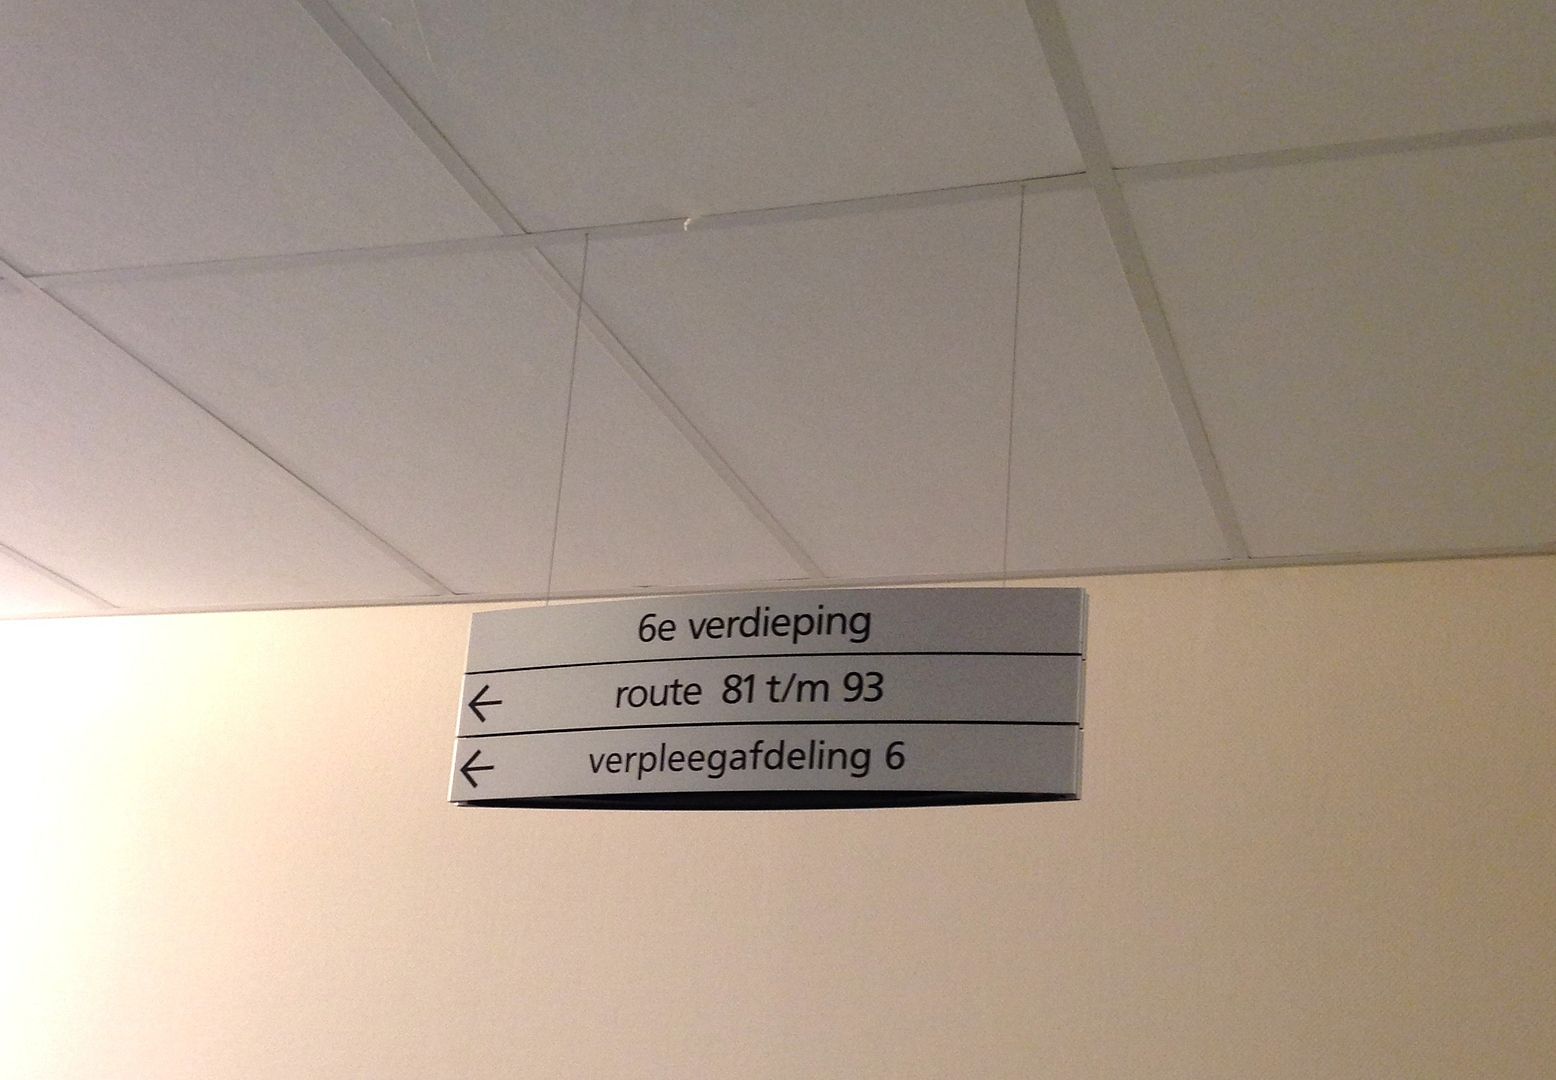 6e verdieping
← route 81 t/m 93
← verpleegafdeling 6